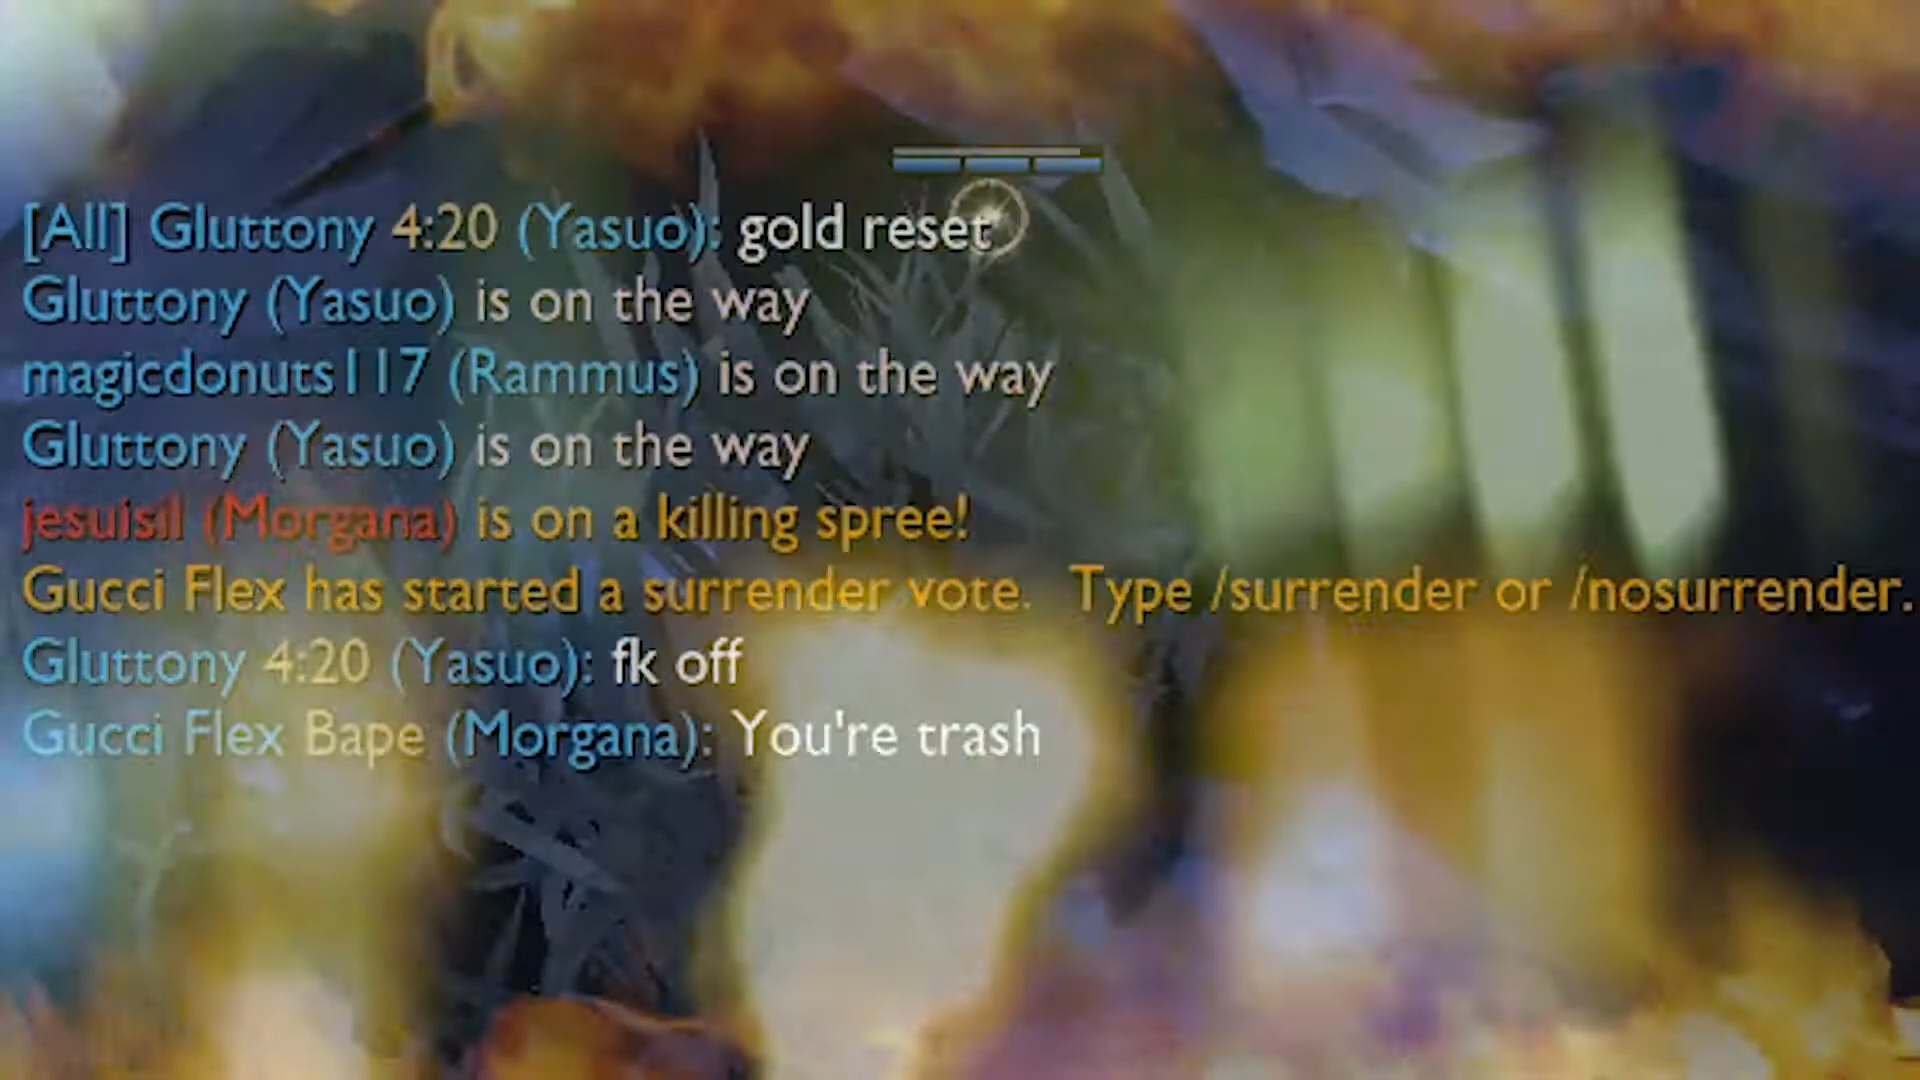 [All] Gluttony 4:20 (Yasuo): gold reset
Gluttony (Yasuo) is on the way
magicdonuts117 (Rammus) is on the way
Gluttony (Yasuo) is on the way
jesuisil (Morgana) is on a killing spree!
Gucci Flex has started a surrender vote. Type /surrender or /nosurrender.
Gluttony 4:20 (Yasuo): fk off
Gucci Flex Bape (Morgana): You're trash